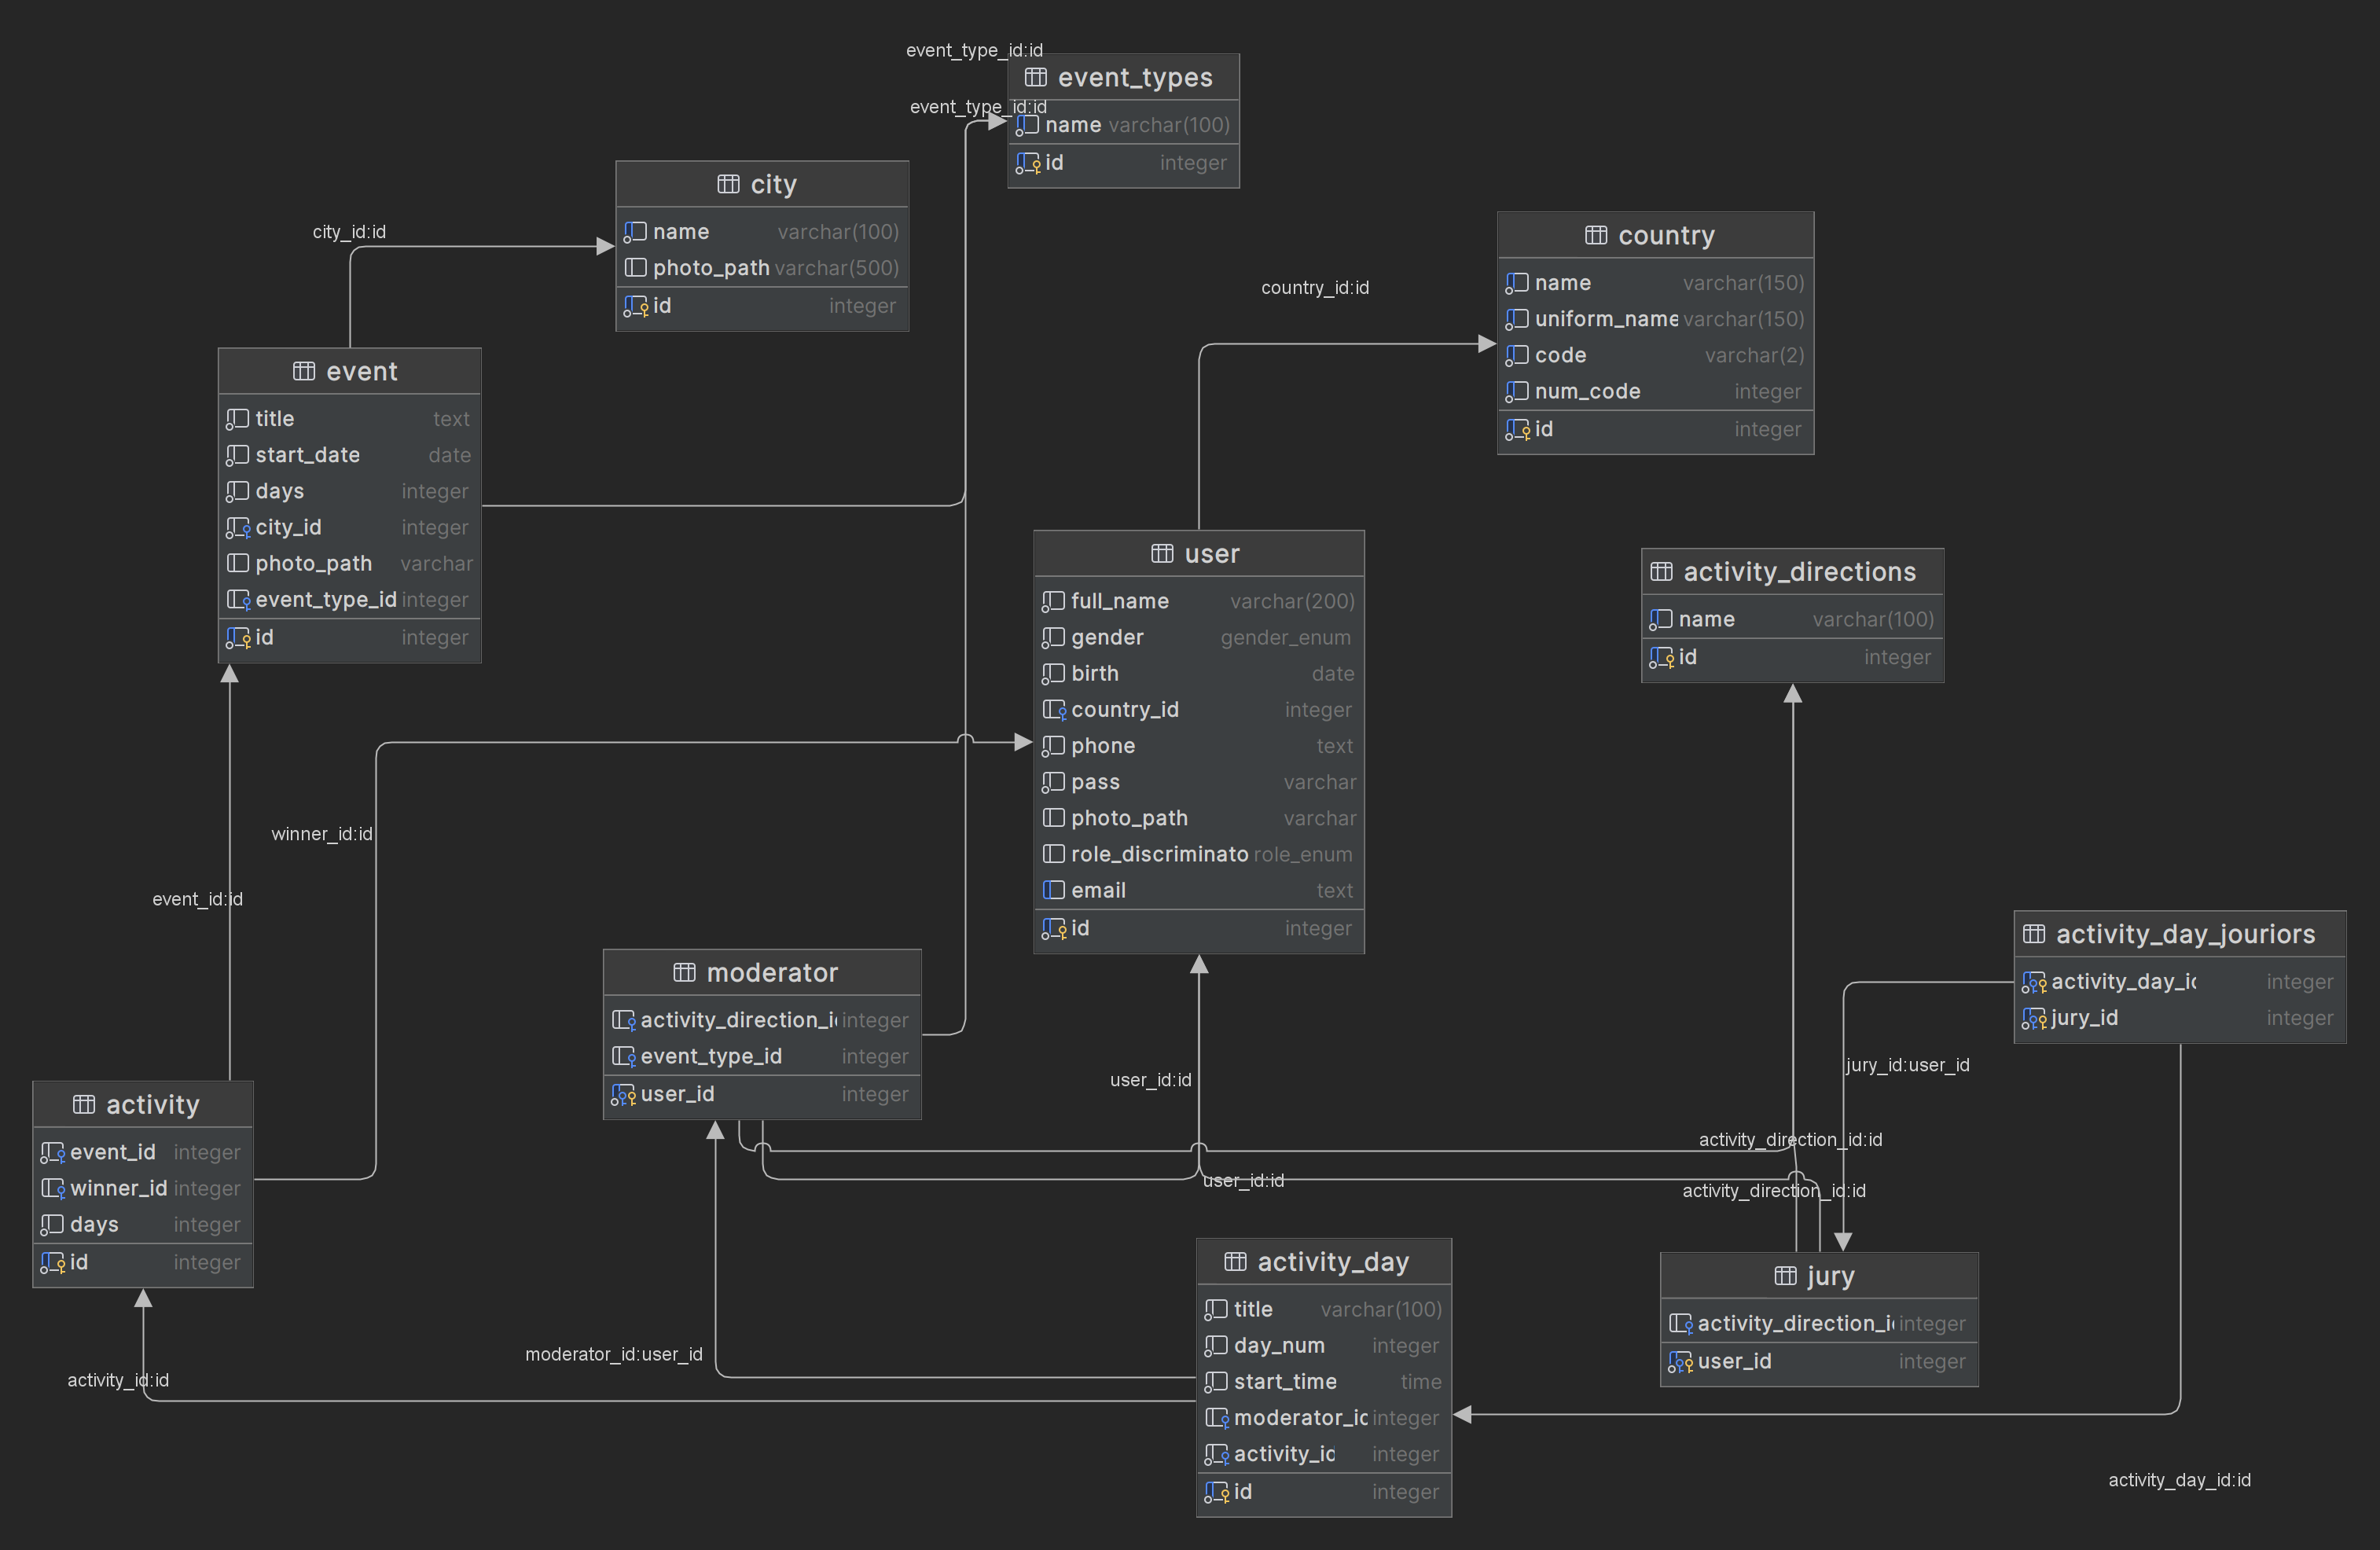 event_type_id:id
event_types
event_type_id:id
name varchar(100)
id integer
city
name varchar(100)
photo_path varchar(500)
id integer
city_id:id
country
name varchar(150)
uniform_name varchar(150)
code varchar(2)
num_code integer
id integer
country_id:id
event
title text
start_date date
days integer
city_id integer
photo_path varchar
event_type_id integer
id integer
user
full_name varchar(200)
gender gender_enum
birth date
country_id integer
phone text
pass varchar
photo_path varchar
role_discriminato role_enum
email text
id integer
activity_directions
name varchar(100)
id integer
winner_id:id
event_id:id
activity_day_jouriors
activity_day_ic integer
jury_id integer
moderator
activity_direction_i integer
event_type_id integer
user_id integer
user_id:id
jury_id:user_id
activity
event_id integer
winner_id integer
days integer
id integer
activity_direction_id:id
user_id:id
activity_direction_id:id
activity_day
title varchar(100)
day_num integer
start_time time
moderator_ic integer
activity_id integer
id integer
jury
activity_direction_i integer
user_id integer
moderator_id:user_id
activity_id:id
activity_day_id:id